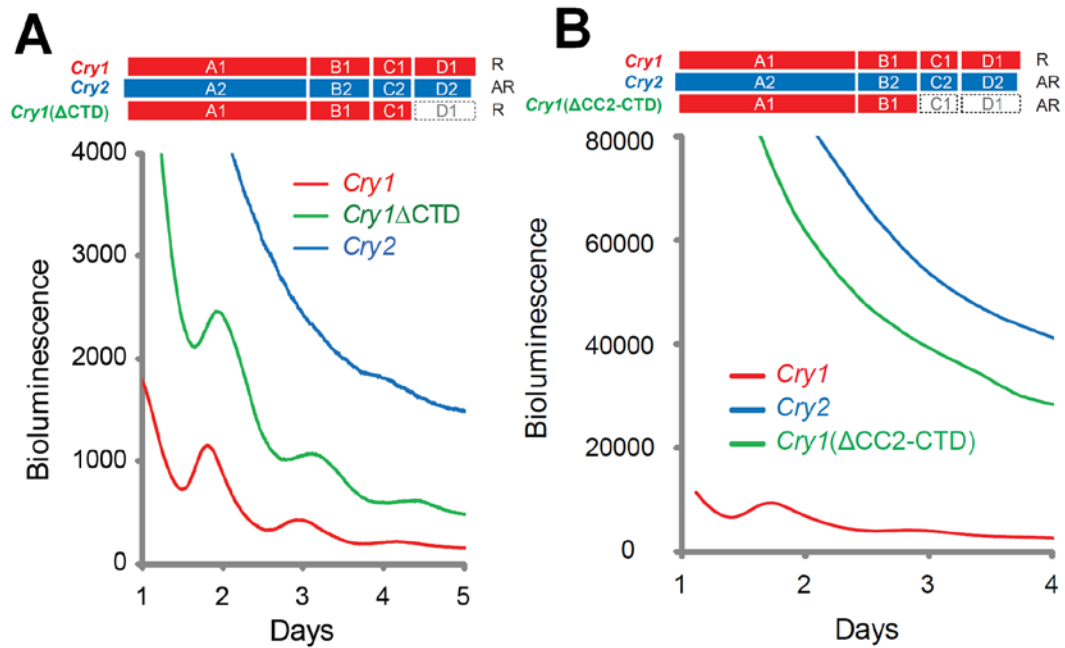 A
Cry1 A1 B1 C1 D1 R
Cry2 A2 B2 C2 D2 AR
Cry1(ΔCTD) A1 B1 C1 D1 R
4000
3000
2000
1000
0
Bioluminescence
Cry1
Cry1ΔCTD
Cry2
1 2 3 4 5
Days
B
Cry1 A1 B1 C1 D1 R
Cry2 A2 B2 C2 D2 AR
Cry1(ΔCC2-CTD) A1 B1 C1 D1 AR
80000
60000
40000
20000
0
Bioluminescence
Cry1
Cry2
Cry1(ΔCC2-CTD)
1 2 3 4
Days